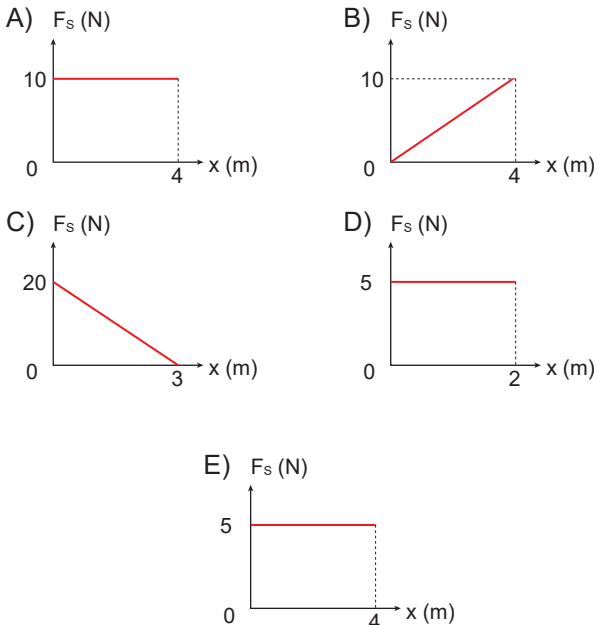 A) Fs (N)
10
0
4
x (m)
B) Fs (N)
10
0
4
x (m)
C) Fs (N)
20
0
3
x (m)
D) Fs (N)
5
0
2
x (m)
E) Fs (N)
5
0
4
x (m)